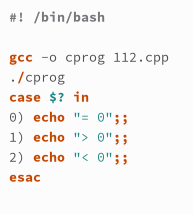 #! /bin/bash
gcc -o cprog 112.cpp
./cprog
case $? in
0) echo "= 0";;
1) echo "> 0";;
2) echo "< 0";;
esac